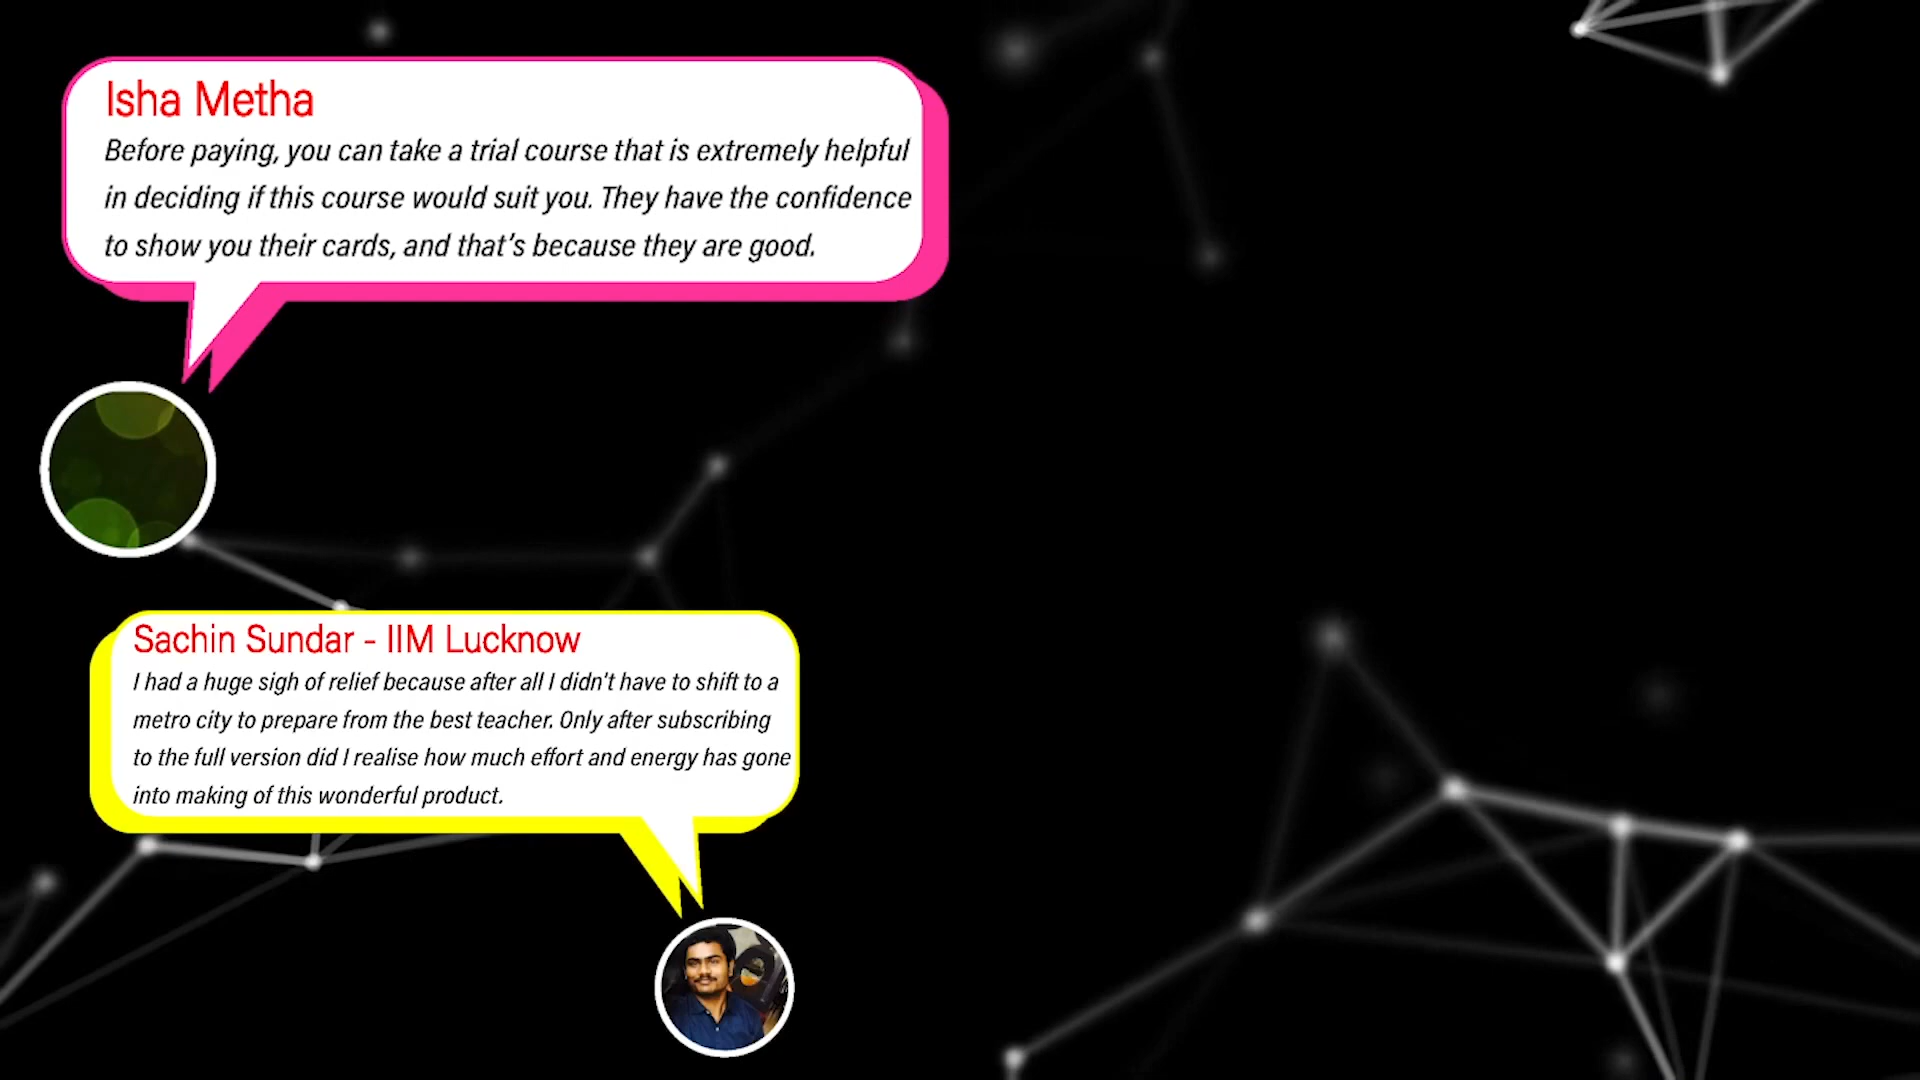 Isha Metha
Before paying, you can take a trial course that is extremely helpful
in deciding if this course would suit you. They have the confidence
to show you their cards, and that's because they are good.
Sachin Sundar - IIM Lucknow
I had a huge sigh of relief because after all I didn't have to shift to a
metro city to prepare from the best teacher. Only after subscribing
to the full version did I realise how much effort and energy has gone
into making of this wonderful product.